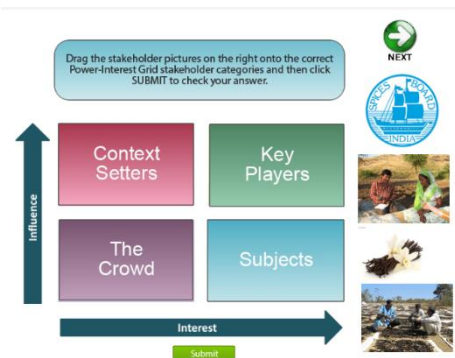 Drag the stakeholder pictures on the right onto the correct
Power-Interest Grid stakeholder categories and then click
SUBMIT to check your answer.
NEXT
SPICES BOARD
INDIA
Context
Setters
Key
Players
Influence
The
Crowd
Subjects
Interest
Submit